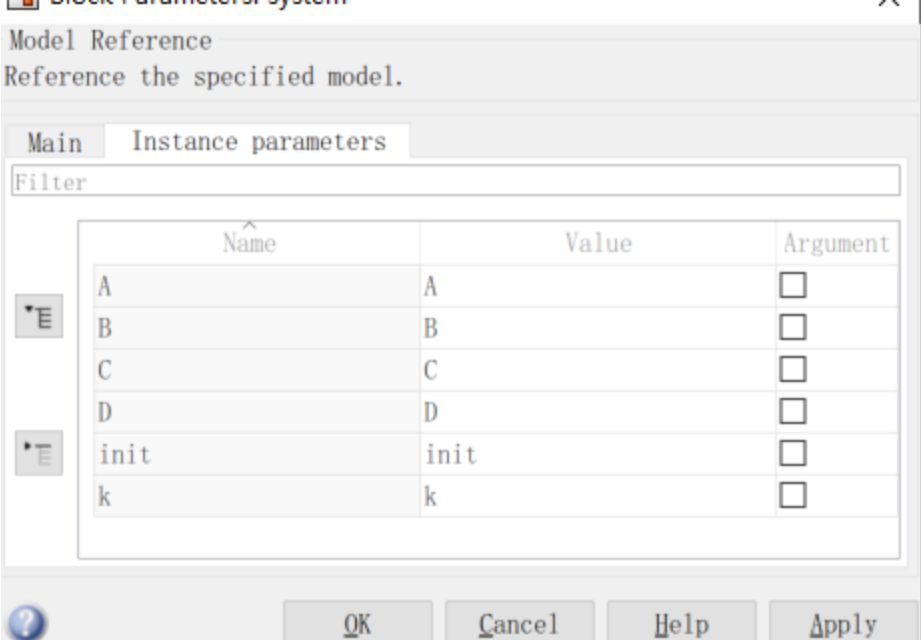 Block Parameters: system
Model Reference
Reference the specified model.
Main Instance parameters
Filter
Name Value Argument
A A
B B
C C
D D
init init
k k
OK Cancel Help Apply